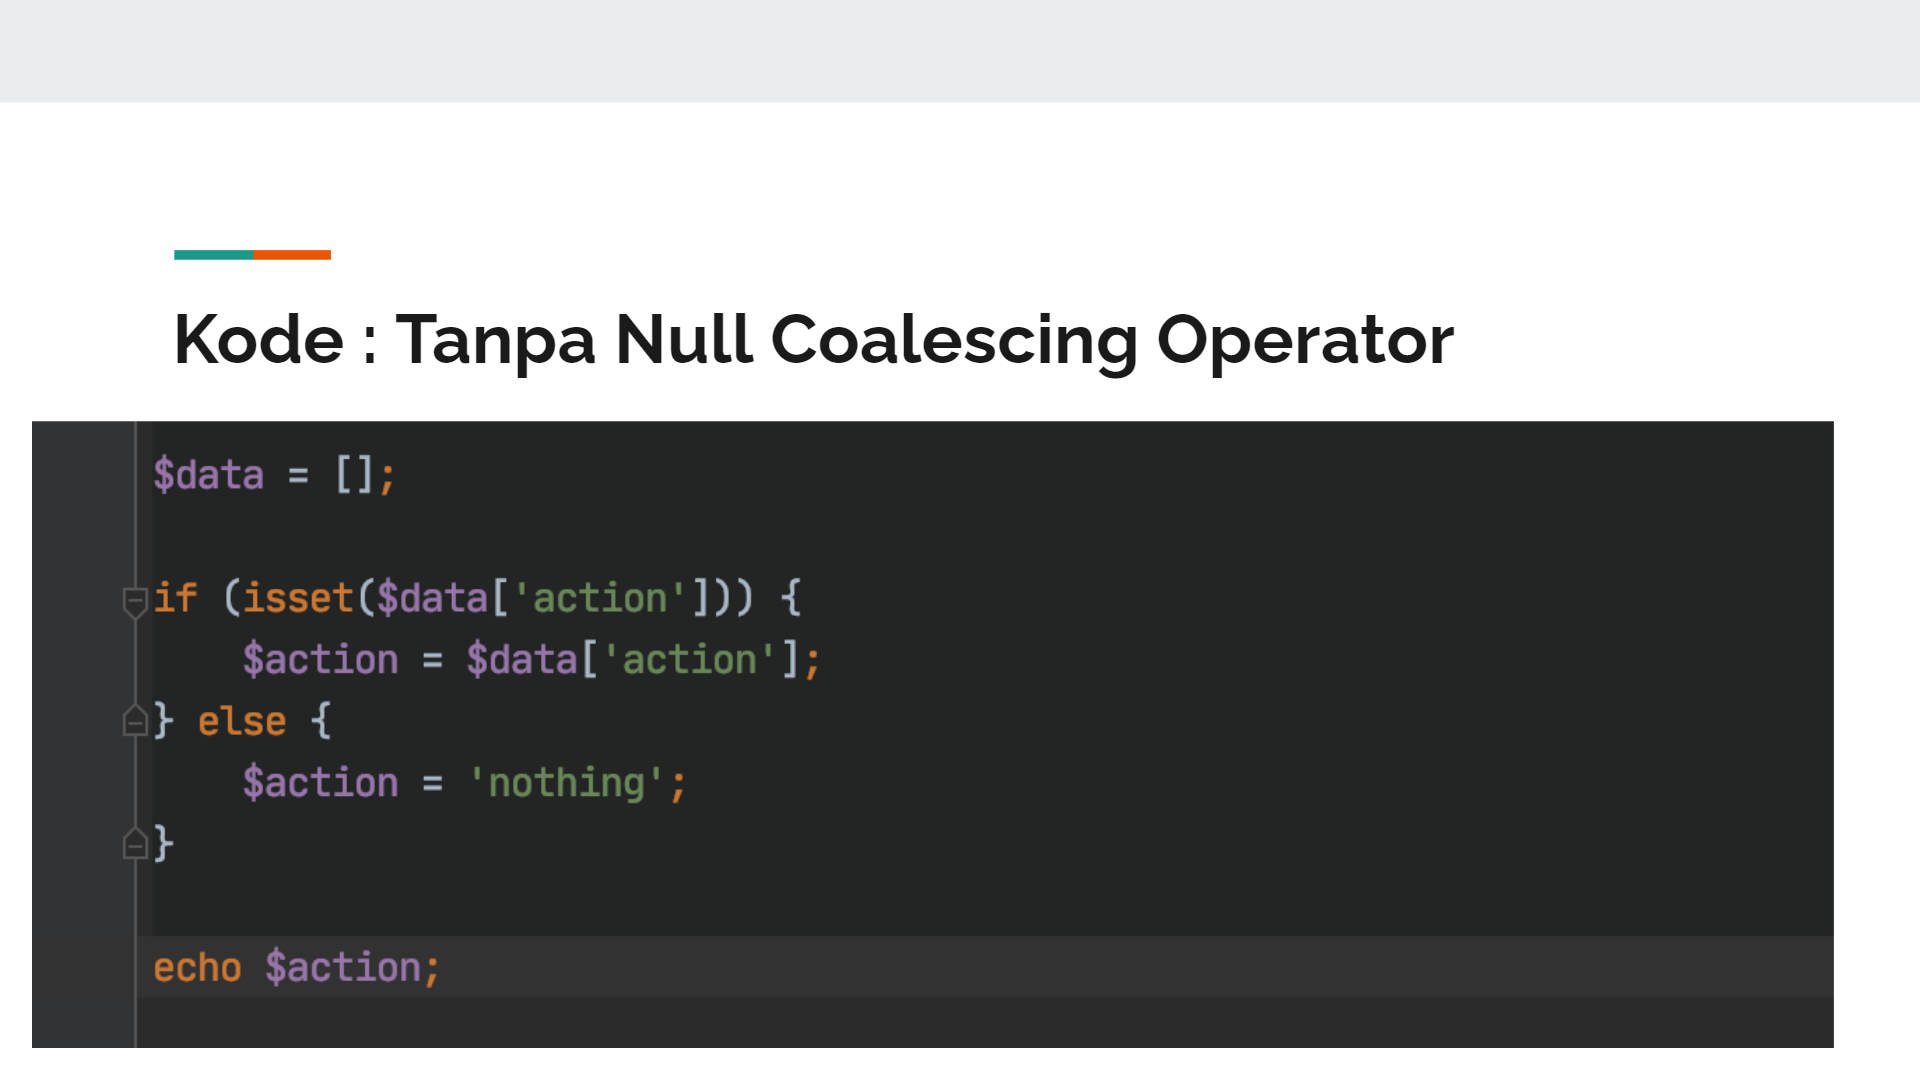 Kode : Tanpa Null Coalescing Operator
$data = [];
if (isset($data['action'])) {
    $action = $data['action'];
} else {
    $action = 'nothing';
}
echo $action;